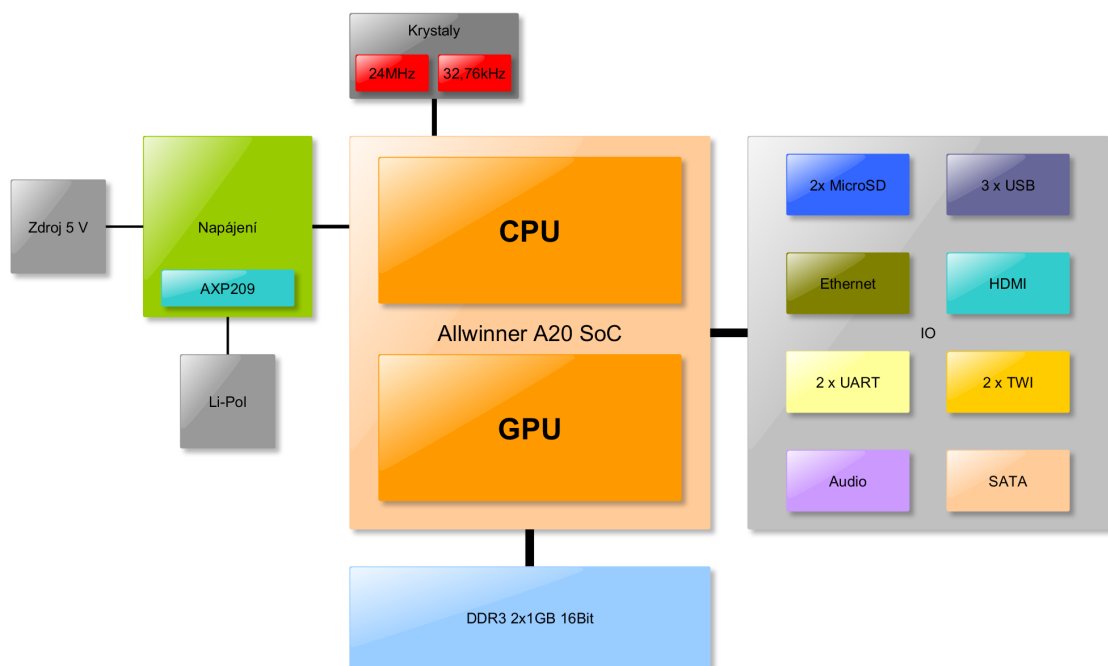 Krystaly
24MHz
32,76kHz
Zdroj 5 V
Napájení
AXP209
Li-Pol
CPU
Allwinner A20 SoC
GPU
2x MicroSD
3 x USB
Ethernet
HDMI
IO
2 x UART
2 x TWI
Audio
SATA
DDR3 2x1GB 16Bit